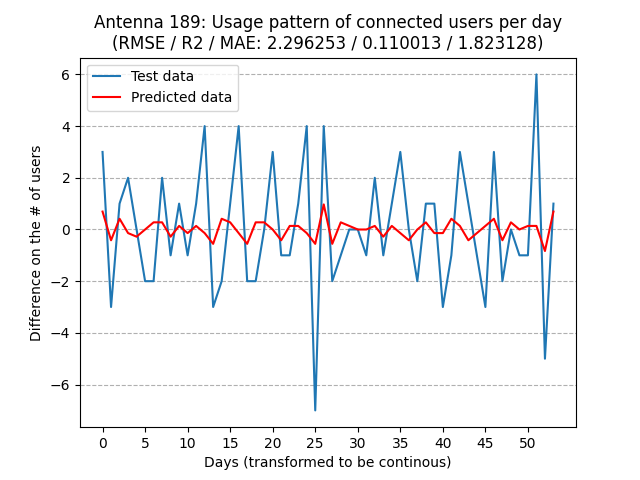 Antenna 189: Usage pattern of connected users per day
(RMSE / R2 / MAE: 2.296253 / 0.110013 / 1.823128)
Test data
Predicted data
Difference on the # of users
6
4
2
0
−2
−4
−6
0 5 10 15 20 25 30 35 40 45 50
Days (transformed to be continous)